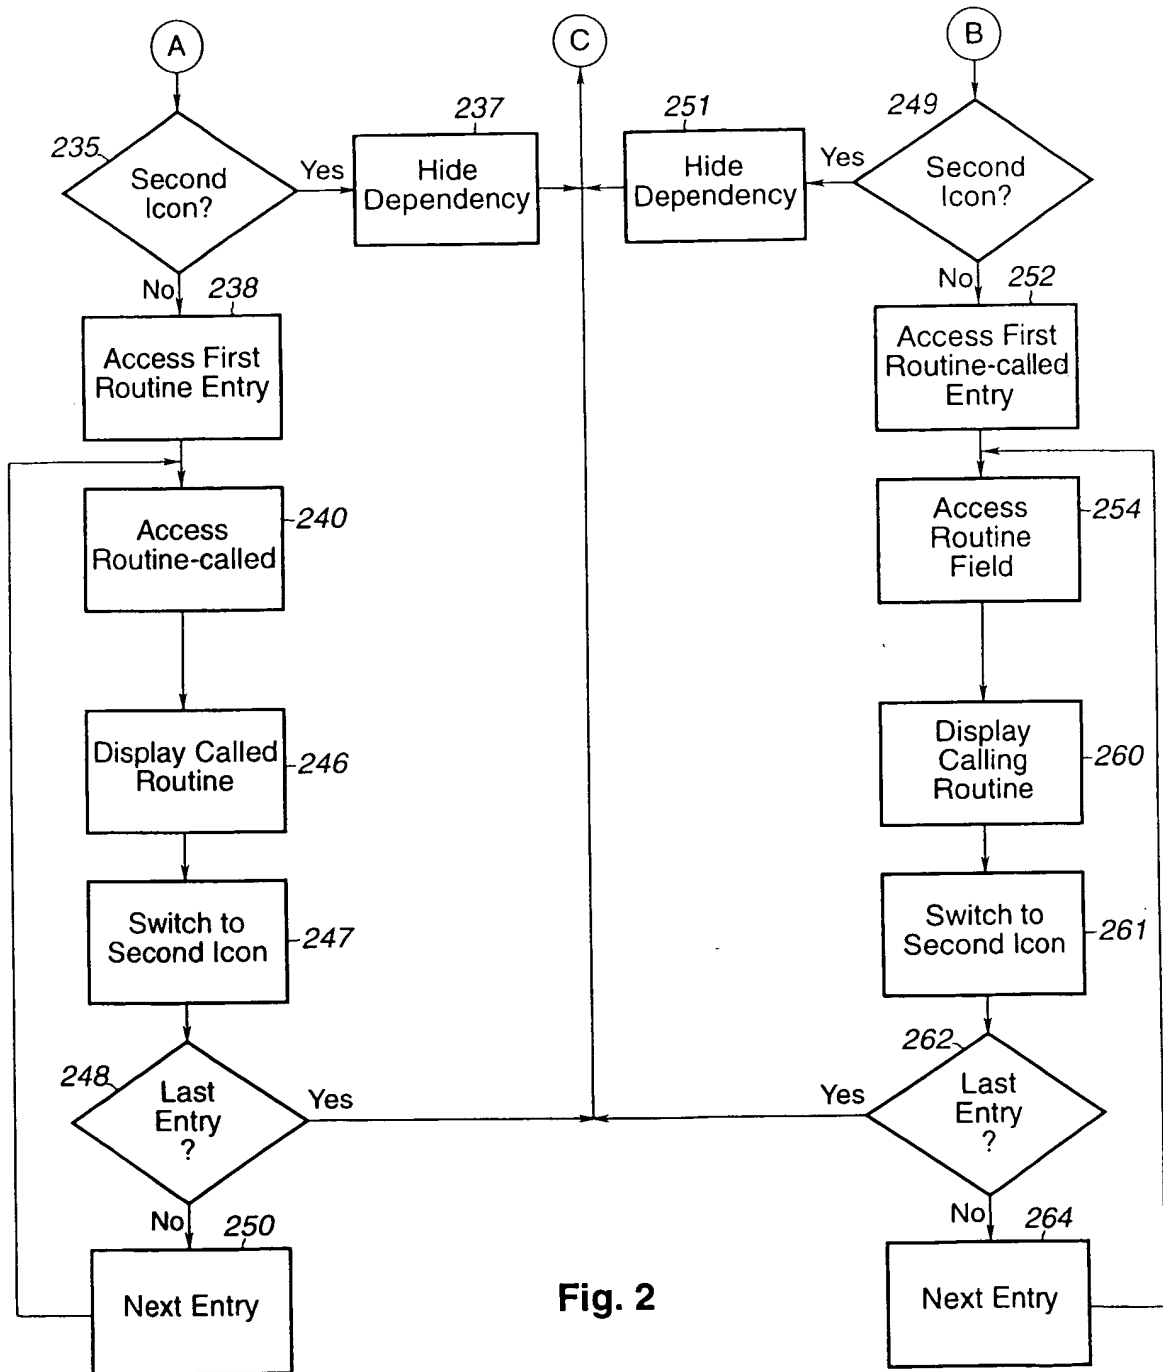 A
C
B
235
Second
Icon?
Yes
237
Hide
Dependency
251
Hide
Dependency
Yes
249
Second
Icon?
No
238
Access First
Routine Entry
No
252
Access First
Routine-called
Entry
Access
Routine-called
240
Access
Routine
Field
254
Display Called
Routine
246
Display
Calling
Routine
260
Switch to
Second Icon
247
Switch to
Second Icon
261
248
Last
Entry
?
Yes
262
Yes
Last
Entry
?
No
250
Next Entry
No
264
Next Entry
Fig. 2